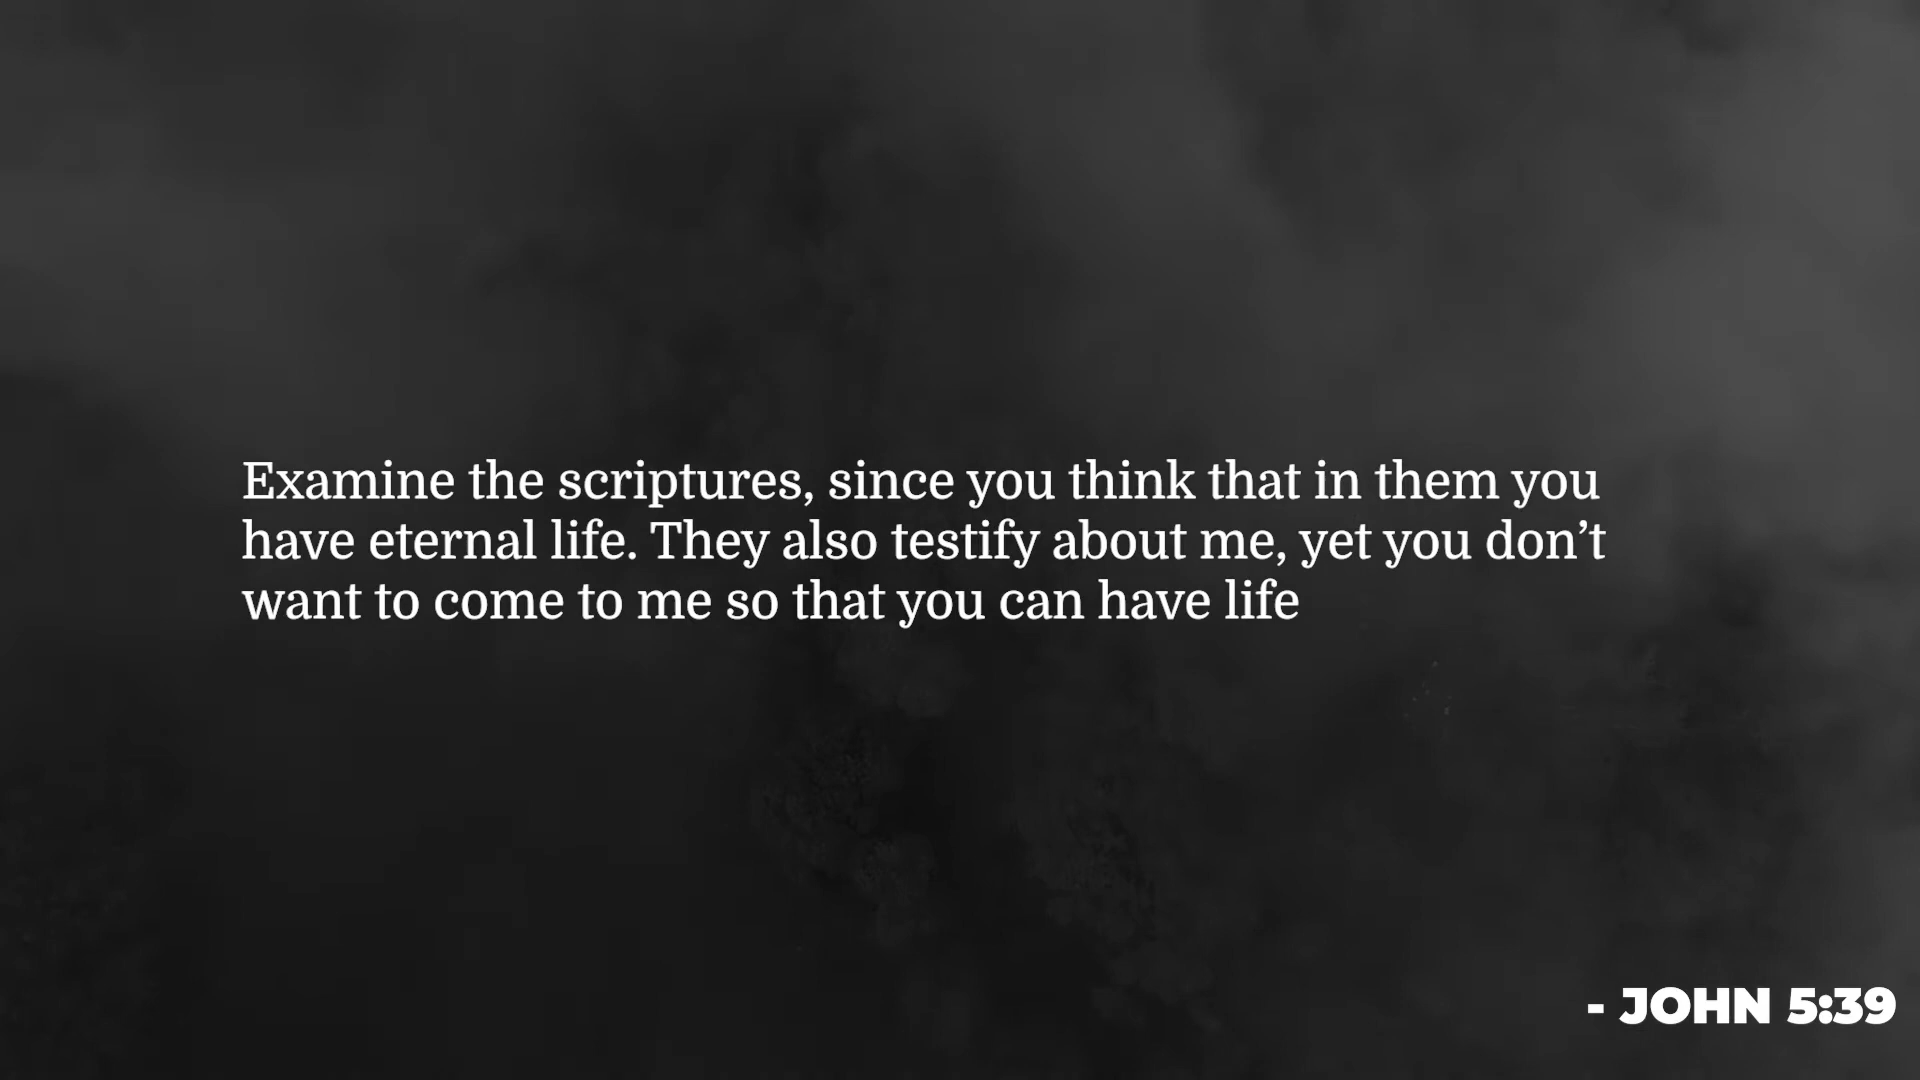 Examine the scriptures, since you think that in them you
have eternal life. They also testify about me, yet you don’t
want to come to me so that you can have life
- JOHN 5:39